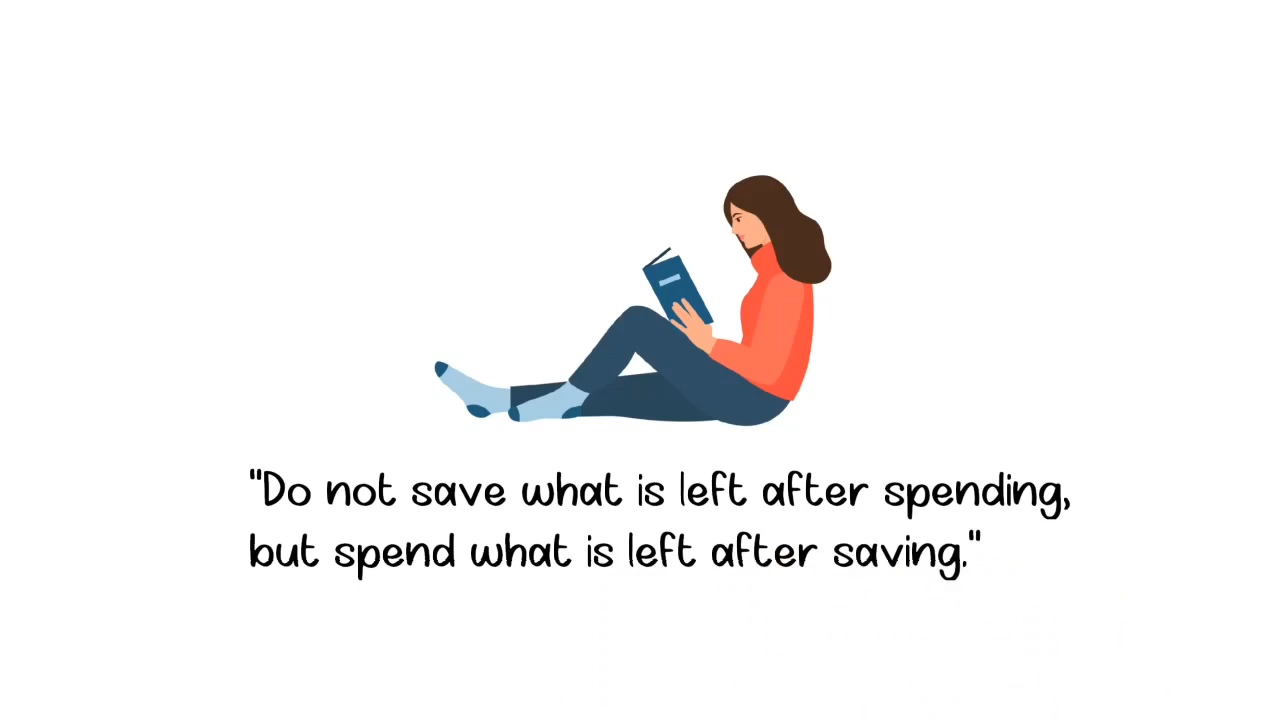 "Do not save what is left after spending,
but spend what is left after saving."